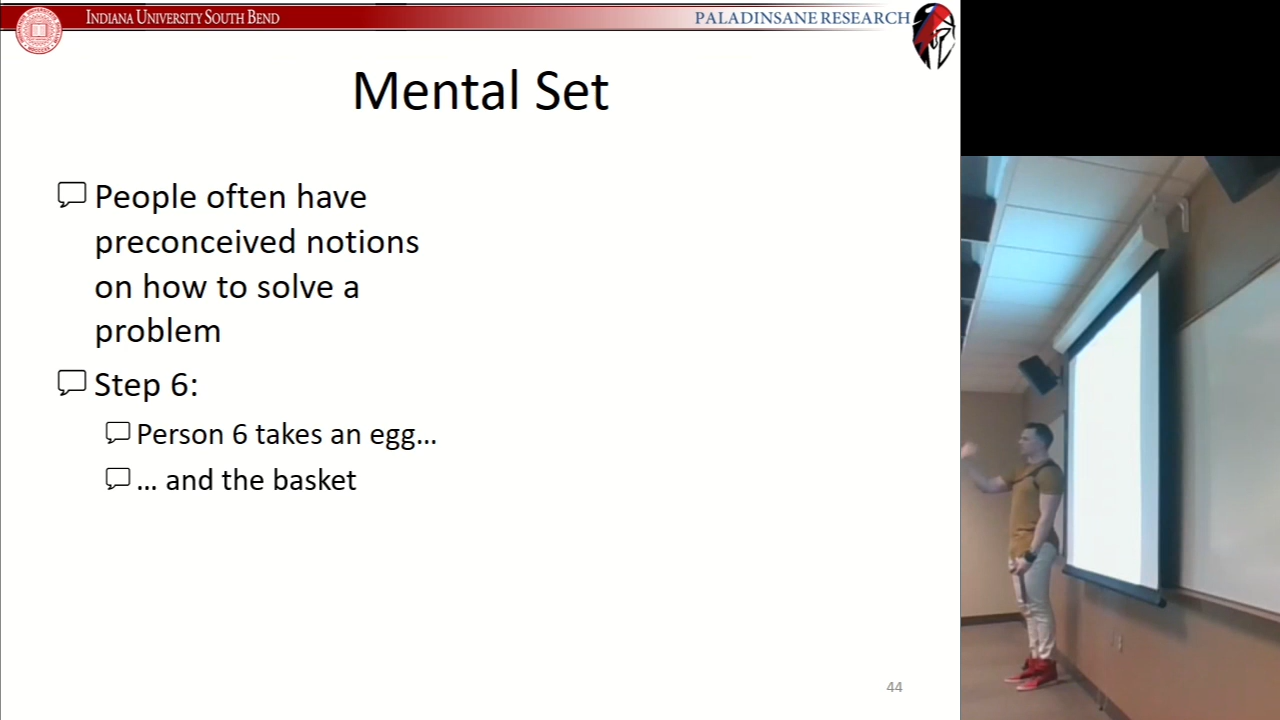 INDIANA UNIVERSITY SOUTH BEND
PALADINSANE RESEARCH
Mental Set
People often have
preconceived notions
on how to solve a
problem
Step 6:
Person 6 takes an egg…
… and the basket
44